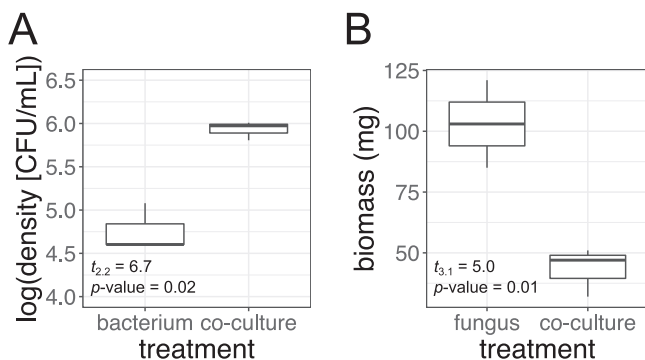 A
log(density [CFU/mL])
6.5
6.0
5.5
5.0
4.5
4.0
t2.2 = 6.7
p-value = 0.02
bacterium co-culture
treatment
B
biomass (mg)
125
100
75
50
t3.1 = 5.0
p-value = 0.01
fungus co-culture
treatment